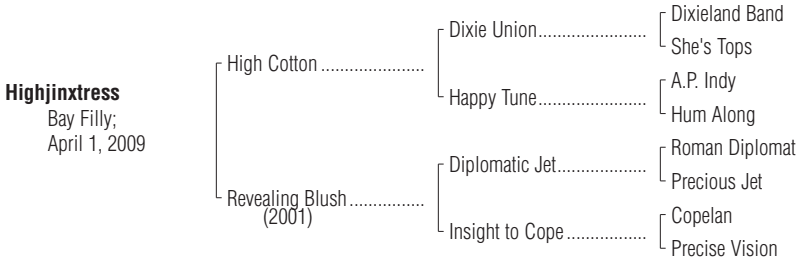 Highjinxtress
Bay Filly;
April 1, 2009
High Cotton ......................
Revealing Blush ................
(2001)
Dixie Union.......................
Happy Tune.......................
Diplomatic Jet...................
Insight to Cope .................
Dixieland Band
She's Tops
A.P. Indy
Hum Along
Roman Diplomat
Precious Jet
Copelan
Precise Vision